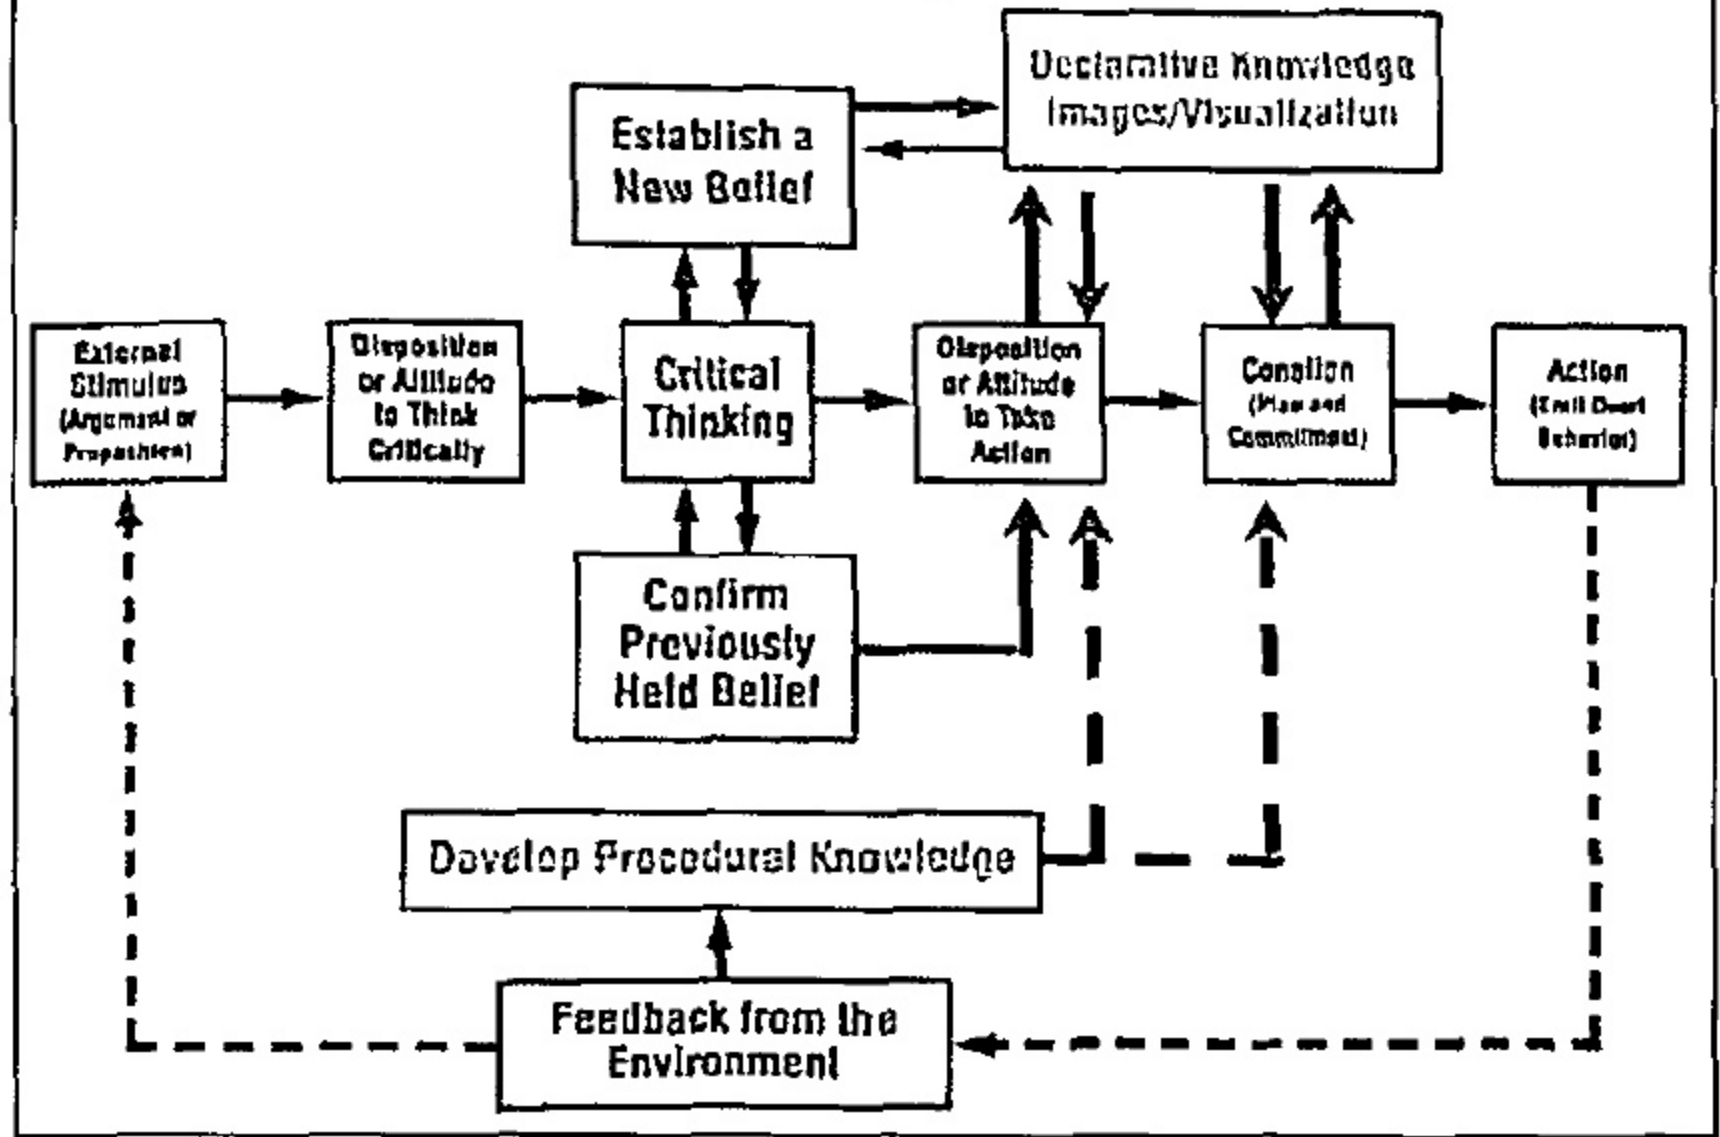 Declarative Knowledge
Images/Visualization
Establish a
New Belief
External
Stimulus
(Argument or
Proposition)
Disposition
or Attitude
to Think
Critically
Critical
Thinking
Disposition
or Attitude
to Take
Action
Conation
(Plan and
Commitment)
Action
(Emit Overt
Behavior)
Confirm
Previously
Held Belief
Develop Procedural Knowledge
Feedback from the
Environment